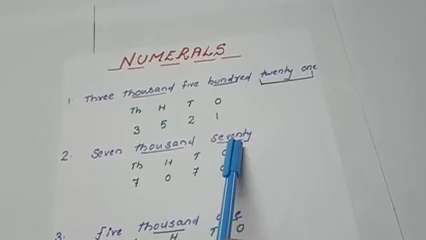 NUMERALS
1. Three thousand five hundred twenty one
Th H T O
3 5 2 1
2. Seven thousand seventy
Th H T
7 0 7
3. five thousand
H T O